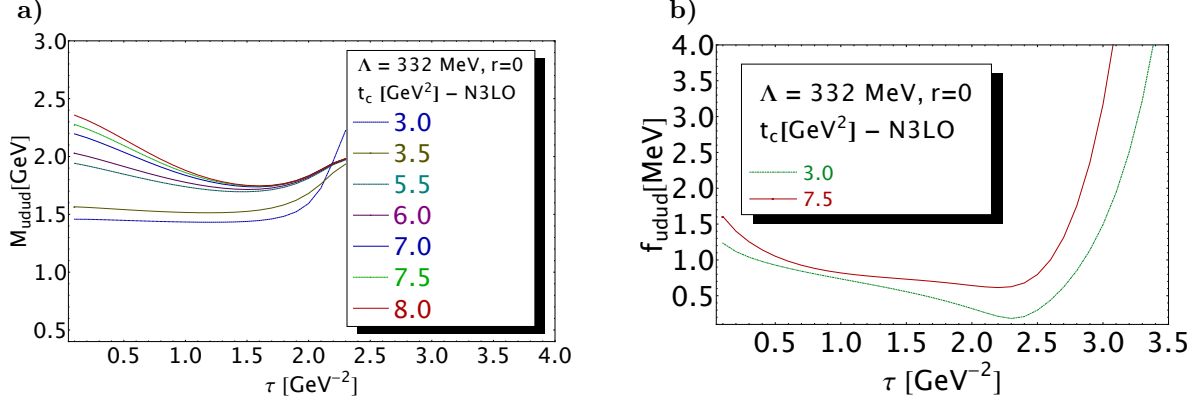 a)
3.0
2.5
2.0
1.5
1.0
0.5
M_udud[GeV]
Λ = 332 MeV, r=0
t_c [GeV²] − N3LO
3.0
3.5
5.5
6.0
7.0
7.5
8.0
0.5 1.0 1.5 2.0 2.5 3.0 3.5 4.0
τ [GeV⁻²]
b)
4.0
3.5
3.0
2.5
2.0
1.5
1.0
0.5
f_udud[MeV]
Λ = 332 MeV, r=0
t_c[GeV²] − N3LO
3.0
7.5
0.5 1.0 1.5 2.0 2.5 3.0 3.5
τ [GeV⁻²]